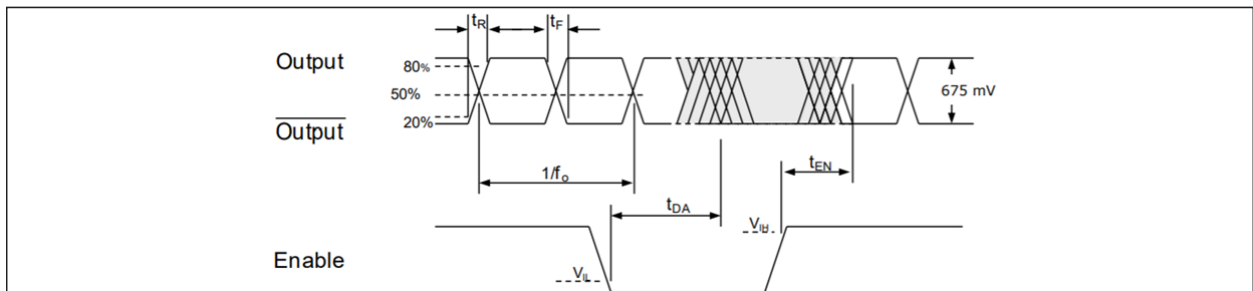 tR
tF
Output
80%
50%
675 mV
20%
Output
tEN
1/fo
tDA
VIH
Enable
VIL